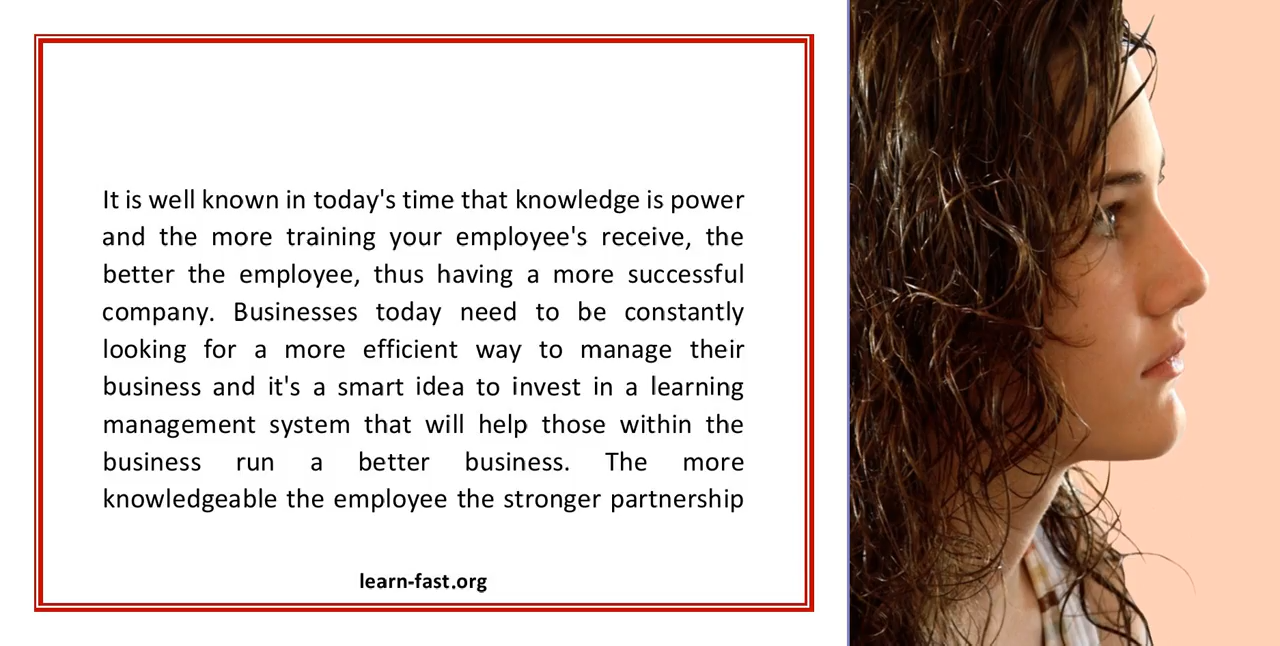 It is well known in today's time that knowledge is power
and the more training your employee's receive, the
better the employee, thus having a more successful
company. Businesses today need to be constantly
looking for a more efficient way to manage their
business and it's a smart idea to invest in a learning
management system that will help those within the
business run a better business. The more
knowledgeable the employee the stronger partnership
learn-fast.org